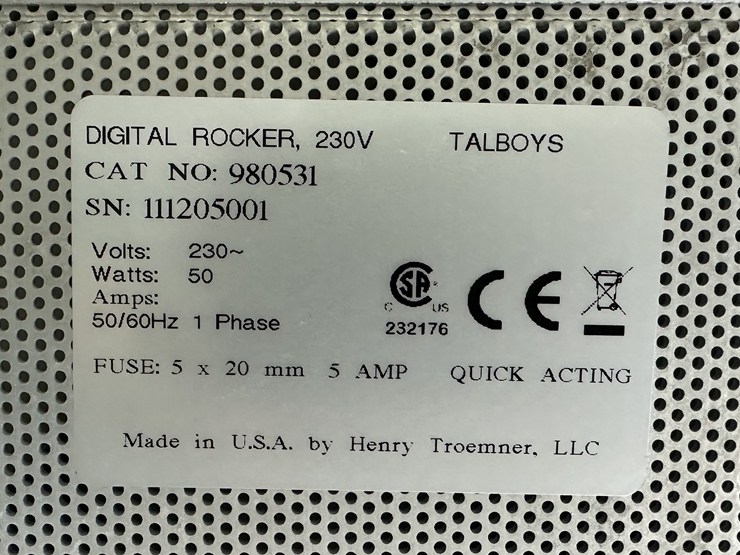 DIGITAL ROCKER, 230V TALBOYS
CAT NO: 980531
SN: 111205001
Volts: 230~
Watts: 50
Amps:
50/60Hz 1 Phase
SA
C US
232176
CE
FUSE: 5 x 20 mm 5 AMP QUICK ACTING
Made in U.S.A. by Henry Troemner, LLC